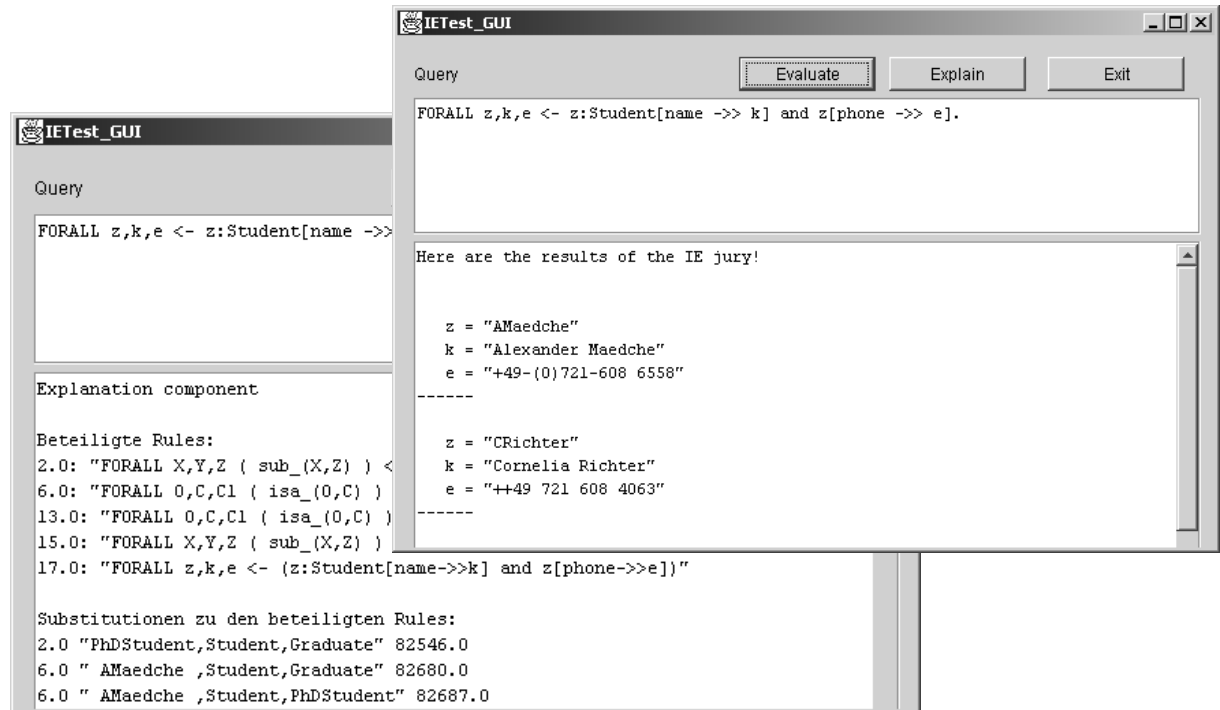 IETest_GUI
Query Evaluate Explain Exit
FORALL z,k,e <- z:Student[name ->> k] and z[phone ->> e].
Here are the results of the IE jury!
z = "AMaedche"
k = "Alexander Maedche"
e = "+49-(0)721-608 6558"
------
z = "CRichter"
k = "Cornelia Richter"
e = "++49 721 608 4063"
------
IETest_GUI
Query
FORALL z,k,e <- z:Student[name ->>
Explanation component
Beteiligte Rules:
2.0: "FORALL X,Y,Z ( sub_(X,Z) ) <
6.0: "FORALL O,C,Cl ( isa_(O,C) )
13.0: "FORALL O,C,Cl ( isa_(O,C) )
15.0: "FORALL X,Y,Z ( sub_(X,Z) )
17.0: "FORALL z,k,e <- (z:Student[name->>k] and z[phone->>e])"
Substitutionen zu den beteiligten Rules:
2.0 "PhDStudent,Student,Graduate" 82546.0
6.0 " AMaedche ,Student,Graduate" 82680.0
6.0 " AMaedche ,Student,PhDStudent" 82687.0